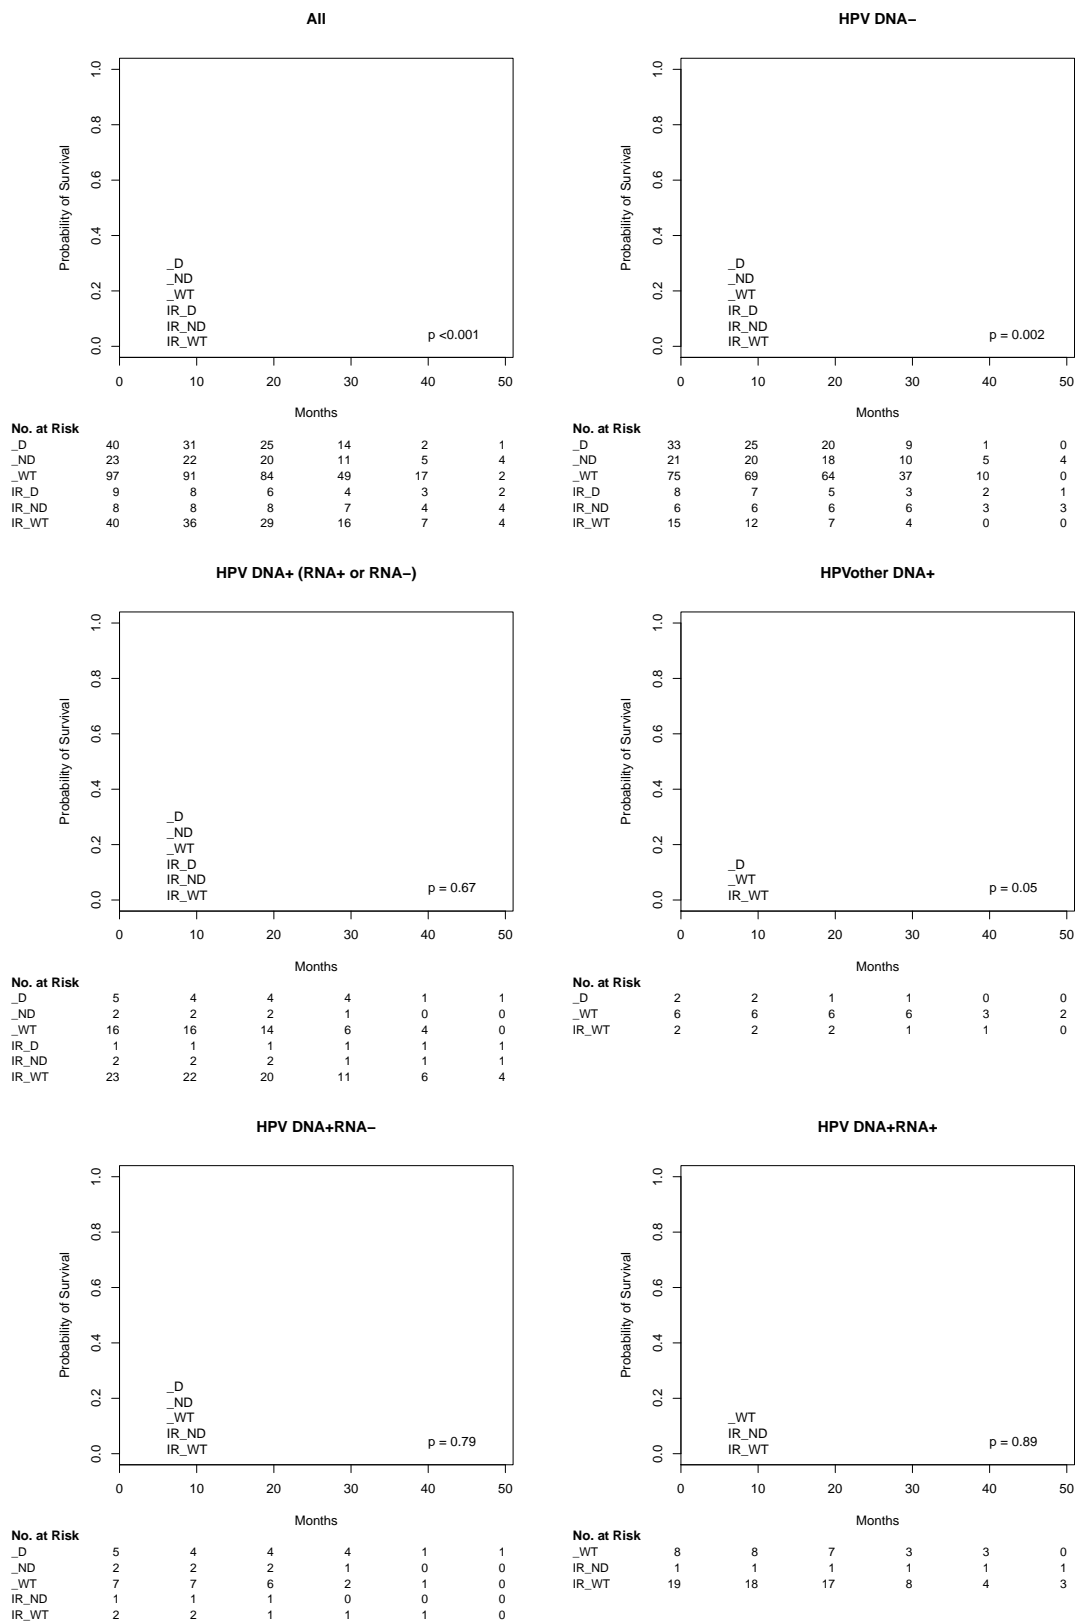 All
Probability of Survival
1.0
0.8
0.6
0.4
0.2
0.0
_D
_ND
_WT
IR_D
IR_ND
IR_WT
p <0.001
0 10 20 30 40 50
Months
No. at Risk
_D 40 31 25 14 2 1
_ND 23 22 20 11 5 4
_WT 97 91 84 49 17 2
IR_D 9 8 6 4 3 2
IR_ND 8 8 8 7 4 4
IR_WT 40 36 29 16 7 4
HPV DNA−
Probability of Survival
1.0
0.8
0.6
0.4
0.2
0.0
_D
_ND
_WT
IR_D
IR_ND
IR_WT
p = 0.002
0 10 20 30 40 50
Months
No. at Risk
_D 33 25 20 9 1 0
_ND 21 20 18 10 5 4
_WT 75 69 64 37 10 0
IR_D 8 7 5 3 2 1
IR_ND 6 6 6 6 3 3
IR_WT 15 12 7 4 0 0
HPV DNA+ (RNA+ or RNA−)
Probability of Survival
1.0
0.8
0.6
0.4
0.2
0.0
_D
_ND
_WT
IR_D
IR_ND
IR_WT
p = 0.67
0 10 20 30 40 50
Months
No. at Risk
_D 5 4 4 4 1 1
_ND 2 2 2 1 0 0
_WT 16 16 14 6 4 0
IR_D 1 1 1 1 1 1
IR_ND 2 2 2 1 1 1
IR_WT 23 22 20 11 6 4
HPVother DNA+
Probability of Survival
1.0
0.8
0.6
0.4
0.2
0.0
_D
_WT
IR_WT
p = 0.05
0 10 20 30 40 50
Months
No. at Risk
_D 2 2 1 1 0 0
_WT 6 6 6 6 3 2
IR_WT 2 2 2 1 1 0
HPV DNA+RNA−
Probability of Survival
1.0
0.8
0.6
0.4
0.2
0.0
_D
_ND
_WT
IR_ND
IR_WT
p = 0.79
0 10 20 30 40 50
Months
No. at Risk
_D 5 4 4 4 1 1
_ND 2 2 2 1 0 0
_WT 7 7 6 2 1 0
IR_ND 1 1 1 0 0 0
IR_WT 2 2 1 1 1 0
HPV DNA+RNA+
Probability of Survival
1.0
0.8
0.6
0.4
0.2
0.0
_WT
IR_ND
IR_WT
p = 0.89
0 10 20 30 40 50
Months
No. at Risk
_WT 8 8 7 3 3 0
IR_ND 1 1 1 1 1 1
IR_WT 19 18 17 8 4 3